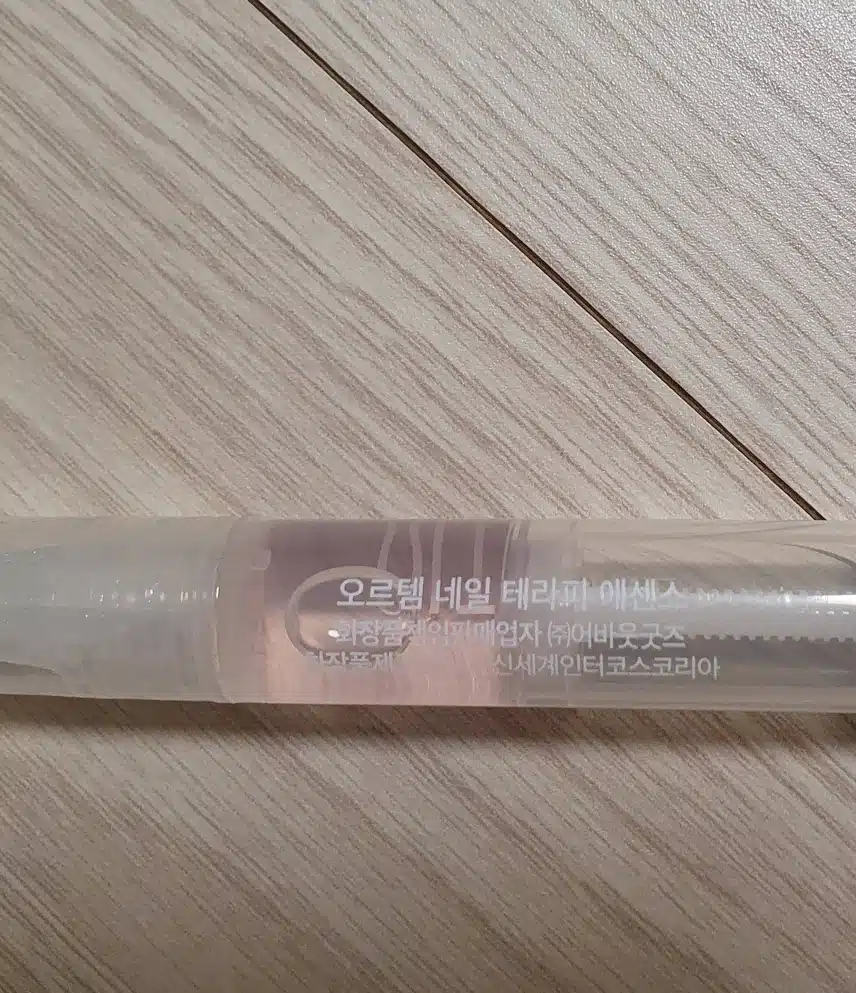 오르템 네일 테라피 에센스
화장품책임판매업자 ㈜어바웃굿즈
신세계인터코스코리아